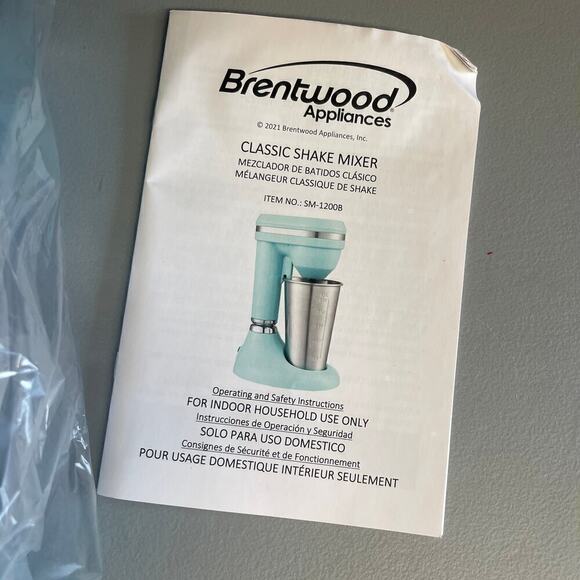 Brentwood
Appliances
© 2021 Brentwood Appliances, Inc.
CLASSIC SHAKE MIXER
MEZCLADOR DE BATIDOS CLÁSICO
MÉLANGEUR CLASSIQUE DE SHAKE
ITEM NO.: SM-1200B
Operating and Safety Instructions
FOR INDOOR HOUSEHOLD USE ONLY
Instrucciones de Operación y Seguridad
SOLO PARA USO DOMESTICO
Consignes de Sécurité et de Fonctionnement
POUR USAGE DOMESTIQUE INTÉRIEUR SEULEMENT